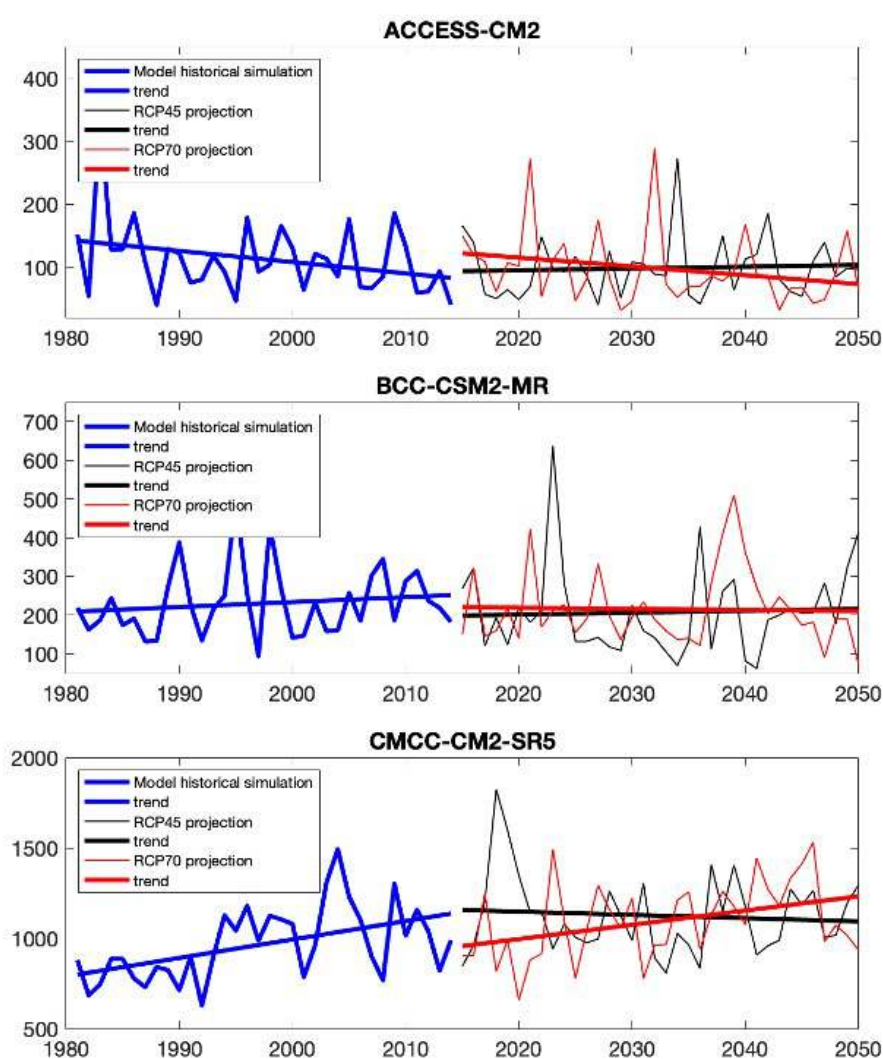 ACCESS-CM2
400
300
200
100
Model historical simulation
trend
RCP45 projection
trend
RCP70 projection
trend
1980 1990 2000 2010 2020 2030 2040 2050
BCC-CSM2-MR
700
600
500
400
300
200
100
Model historical simulation
trend
RCP45 projection
trend
RCP70 projection
trend
1980 1990 2000 2010 2020 2030 2040 2050
CMCC-CM2-SR5
2000
1500
1000
500
Model historical simulation
trend
RCP45 projection
trend
RCP70 projection
trend
1980 1990 2000 2010 2020 2030 2040 2050